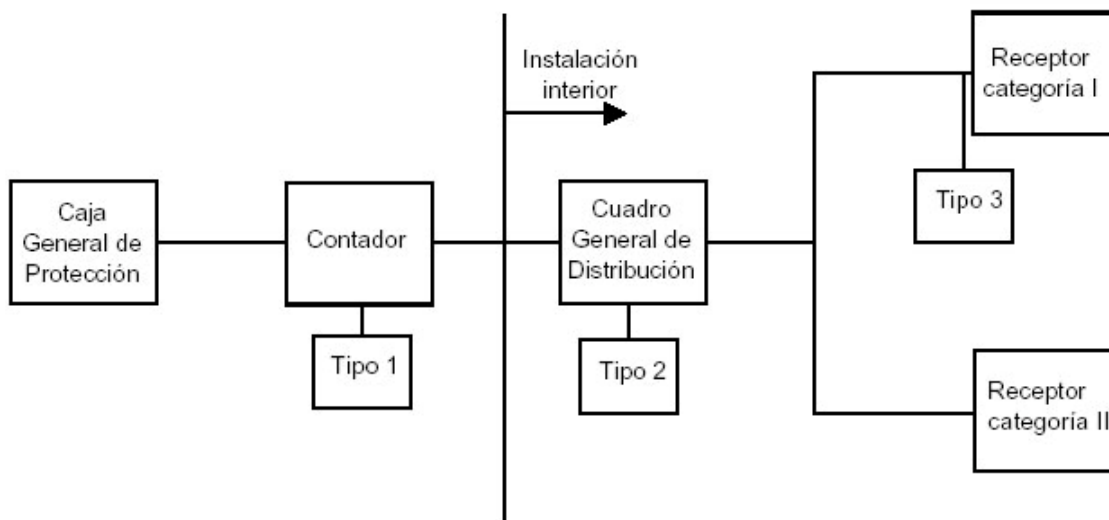 Instalación
interior
Receptor
categoría I
Tipo 3
Caja
General de
Protección
Contador
Cuadro
General de
Distribución
Tipo 1
Tipo 2
Receptor
categoría II